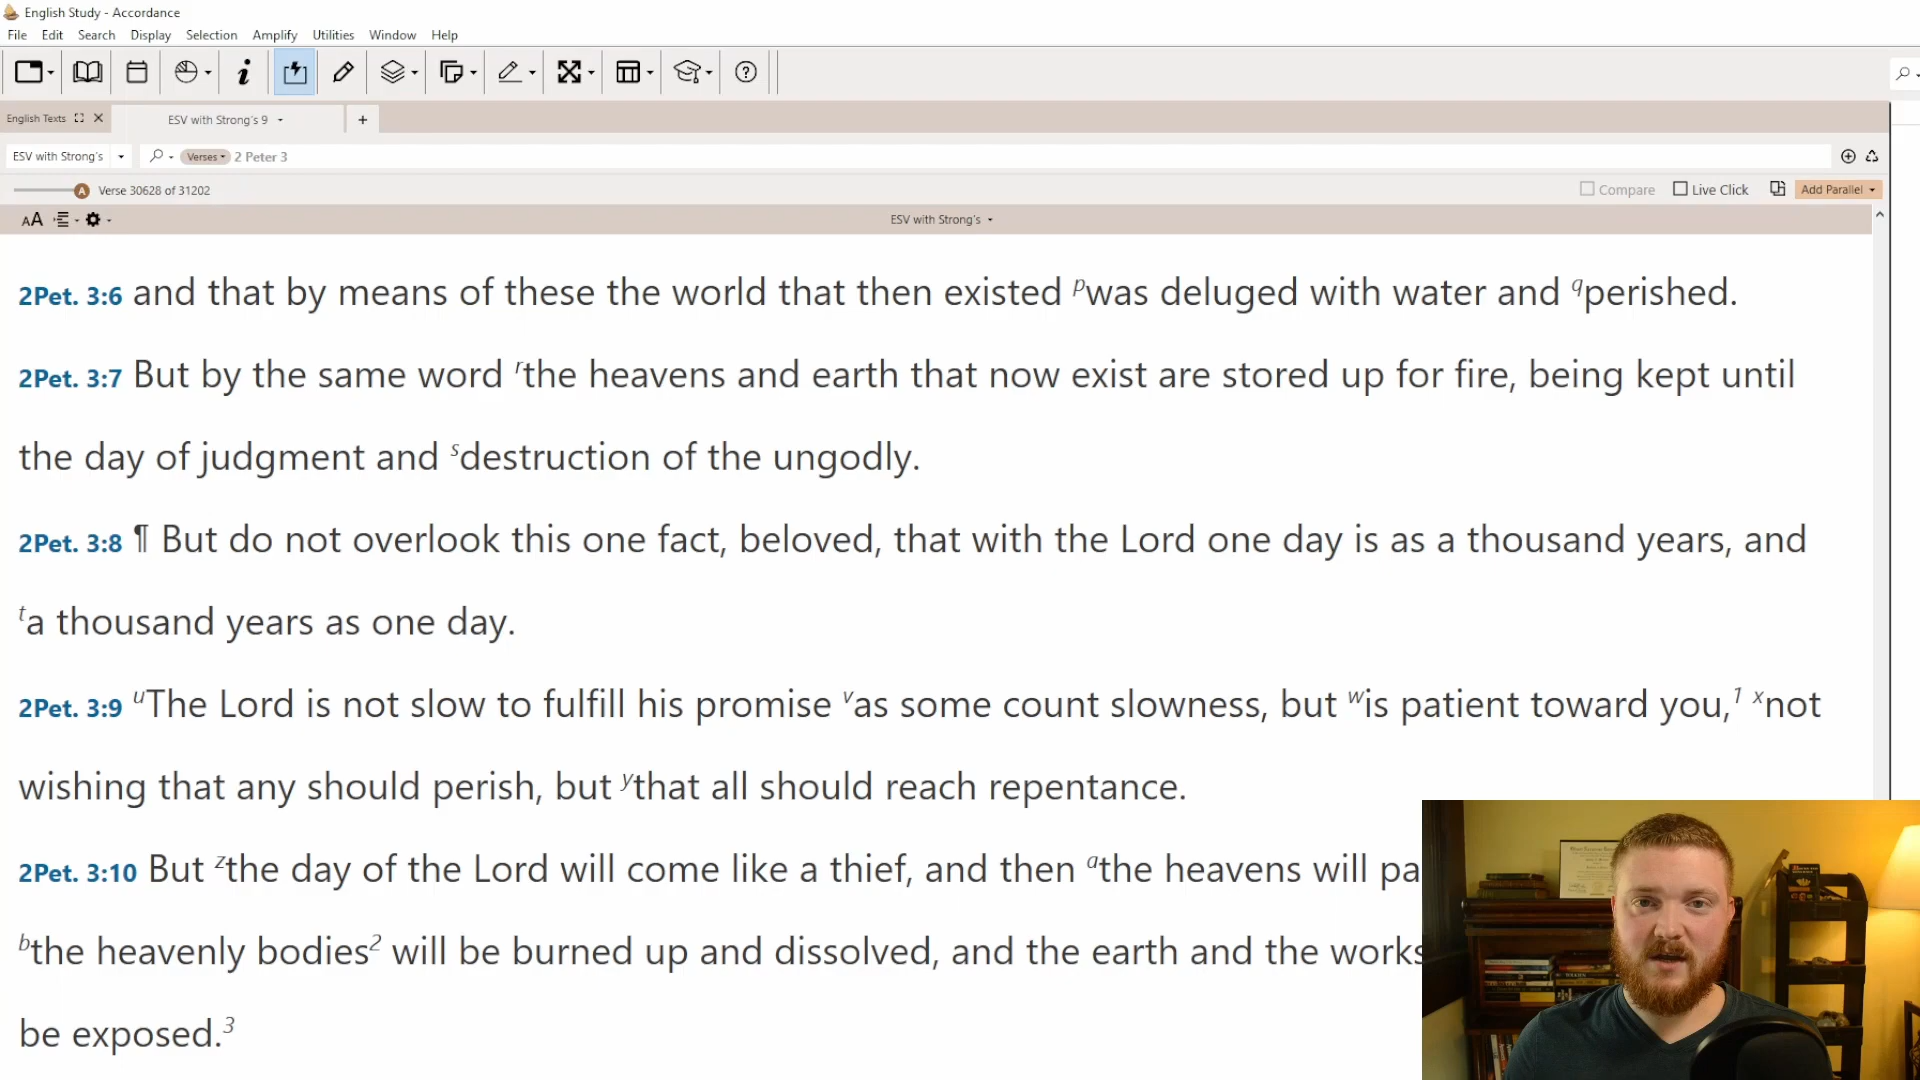 English Study - Accordance
File Edit Search Display Selection Amplify Utilities Window Help
English Texts ESV with Strong's 9
ESV with Strong's Verses 2 Peter 3
A Verse 30628 of 31202 Compare Live Click Add Parallel
AA ESV with Strong's
2Pet. 3:6 and that by means of these the world that then existed ᵖwas deluged with water and qperished.
2Pet. 3:7 But by the same word ʳthe heavens and earth that now exist are stored up for fire, being kept until
the day of judgment and ˢdestruction of the ungodly.
2Pet. 3:8 ¶ But do not overlook this one fact, beloved, that with the Lord one day is as a thousand years, and
ᵗa thousand years as one day.
2Pet. 3:9 ᵘThe Lord is not slow to fulfill his promise ᵛas some count slowness, but ʷis patient toward you,¹ ˣnot
wishing that any should perish, but ʸthat all should reach repentance.
2Pet. 3:10 But ᶻthe day of the Lord will come like a thief, and then ᵃthe heavens will pa
ᵇthe heavenly bodies² will be burned up and dissolved, and the earth and the works
be exposed.³